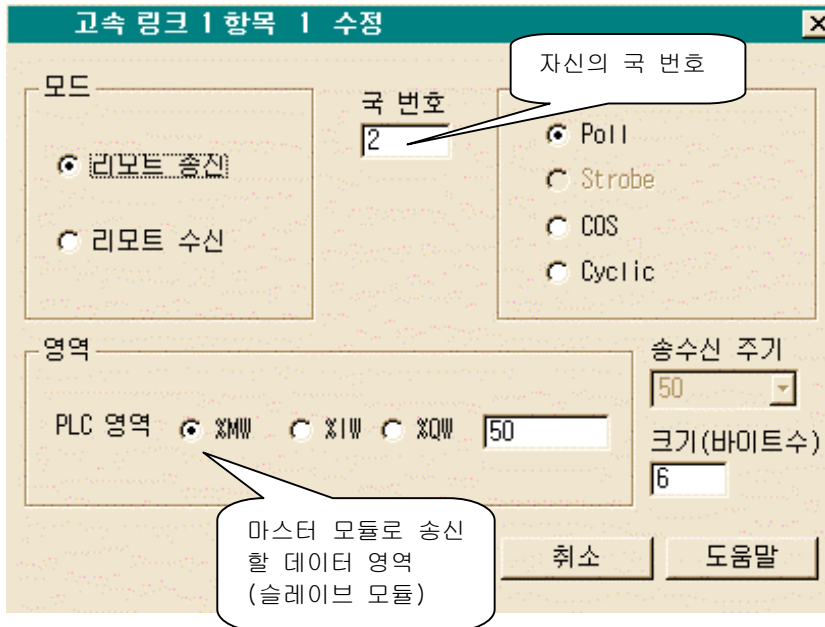 고속 링크 1 항목 1 수정
자신의 국 번호
모드
국 번호
2
리모트 송신
리모트 수신
Poll
Strobe
COS
Cyclic
영역
PLC 영역 %MW %IW %QW 50
송수신 주기
50
크기(바이트수)
6
마스터 모듈로 송신
할 데이터 영역
(슬레이브 모듈)
취소
도움말